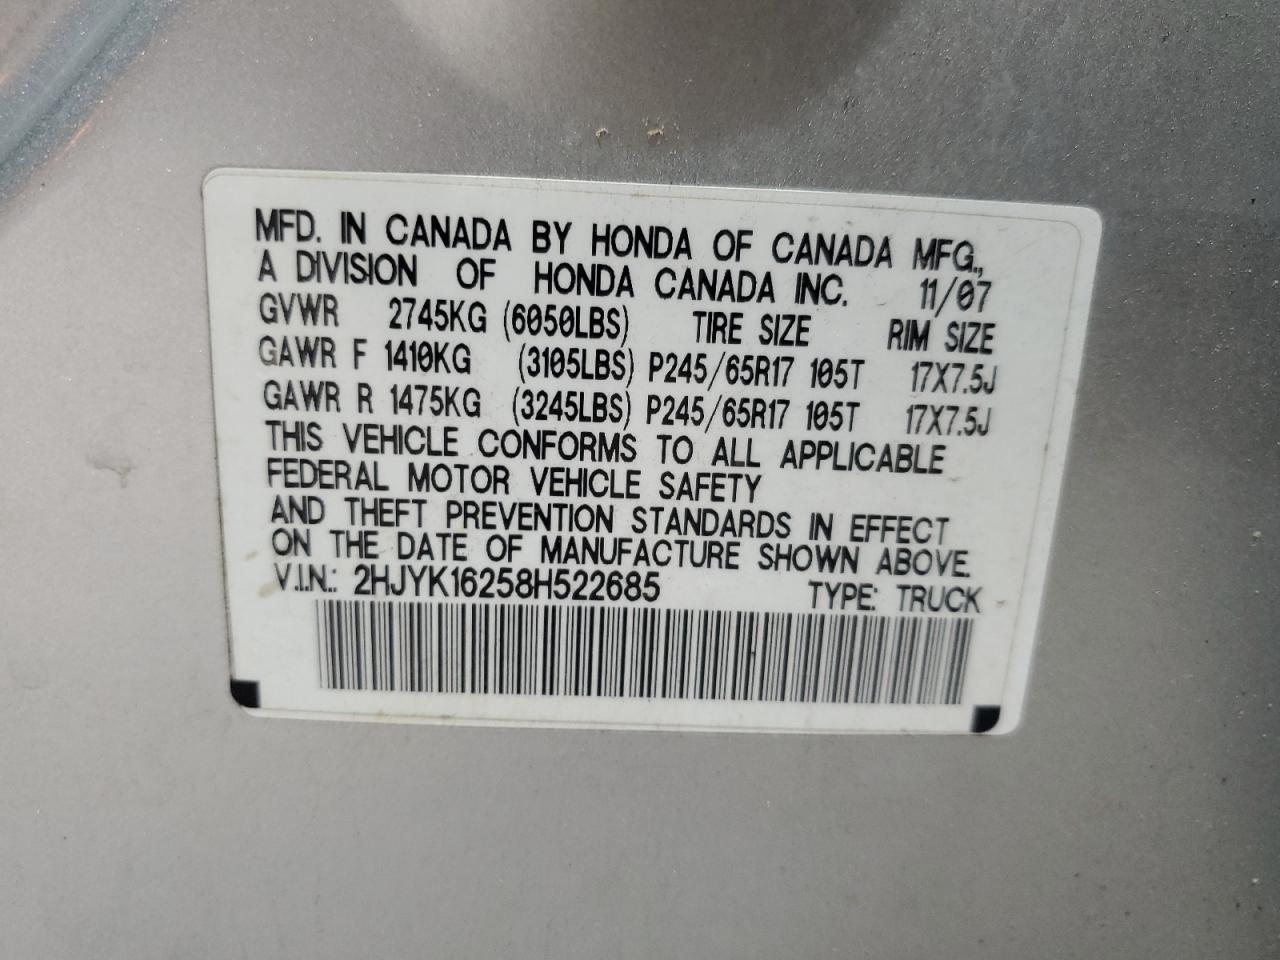 MFD. IN CANADA BY HONDA OF CANADA MFG.,
A DIVISION OF HONDA CANADA INC. 11/07
GVWR 2745KG (6050LBS) TIRE SIZE RIM SIZE
GAWR F 1410KG (3105LBS) P245/65R17 105T 17X7.5J
GAWR R 1475KG (3245LBS) P245/65R17 105T 17X7.5J
THIS VEHICLE CONFORMS TO ALL APPLICABLE
FEDERAL MOTOR VEHICLE SAFETY
AND THEFT PREVENTION STANDARDS IN EFFECT
ON THE DATE OF MANUFACTURE SHOWN ABOVE.
V.I.N.: 2HJYK16258H522685 TYPE: TRUCK